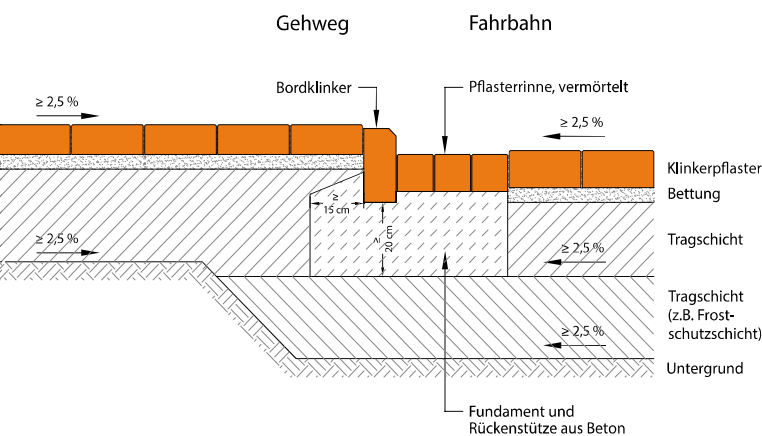 Gehweg
Fahrbahn
Bordklinker
Pflasterrinne, vermörtelt
≥ 2,5 %
≥ 2,5 %
Klinkerpflaster
Bettung
≥
15 cm
≥
20 cm
Tragschicht
≥ 2,5 %
≥ 2,5 %
Tragschicht
(z.B. Frost-
schutzschicht)
≥ 2,5 %
Untergrund
Fundament und
Rückenstütze aus Beton